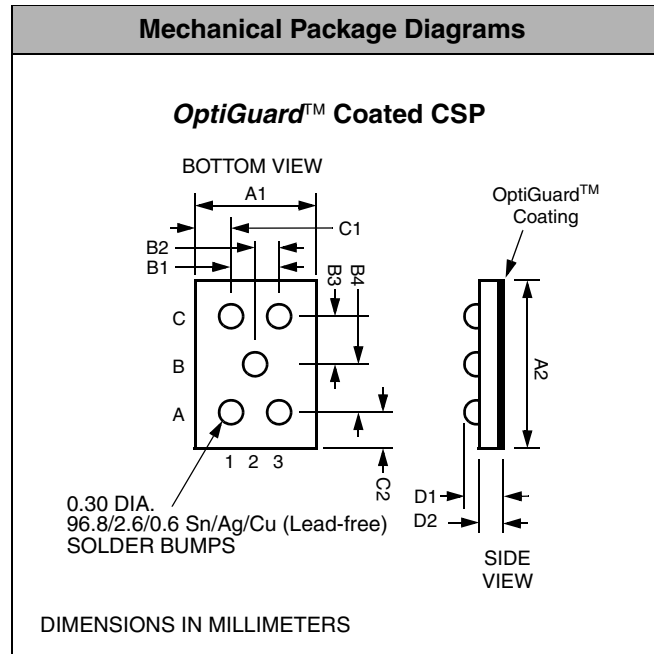 Mechanical Package Diagrams
OptiGuard™ Coated CSP
BOTTOM VIEW
A1
C1
B2
B1
B3
B4
C
B
A
1 2 3
C2
0.30 DIA.
96.8/2.6/0.6 Sn/Ag/Cu (Lead-free)
SOLDER BUMPS
OptiGuard™
Coating
A2
D1
D2
SIDE
VIEW
DIMENSIONS IN MILLIMETERS